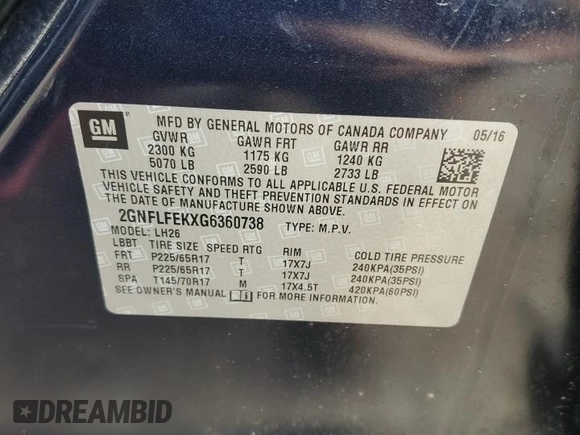 GM
MFD BY GENERAL MOTORS OF CANADA COMPANY 05/16
GVWR GAWR FRT GAWR RR
2300 KG 1175 KG 1240 KG
5070 LB 2590 LB 2733 LB
THIS VEHICLE CONFORMS TO ALL APPLICABLE U.S. FEDERAL MOTOR
VEHICLE SAFETY AND THEFT PREVENTION STANDARDS IN EFFECT ON
THE DATE OF MANUFACTURE SHOWN ABOVE.
2GNFLFEKXG6360738 TYPE: M.P.V.
MODEL: LH26
LBBT TIRE SIZE SPEED RTG RIM COLD TIRE PRESSURE
FRT P225/65R17 T 17X7J 240KPA(35PSI)
RR P225/65R17 T 17X7J 240KPA(35PSI)
SPA T145/70R17 M 17X4.5T 420KPA(60PSI)
SEE OWNER'S MANUAL FOR MORE INFORMATION
DREAMBID